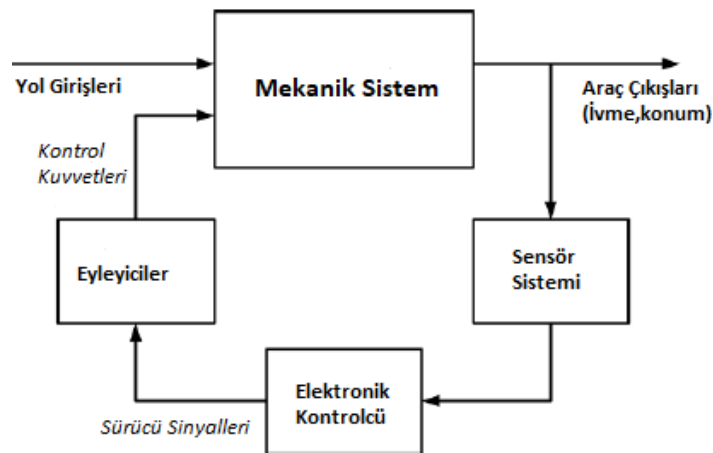 Yol Girişleri
Mekanik Sistem
Araç Çıkışları
(İvme,konum)
Kontrol
Kuvvetleri
Eyleyiciler
Sensör
Sistemi
Elektronik
Kontrolcü
Sürücü Sinyalleri